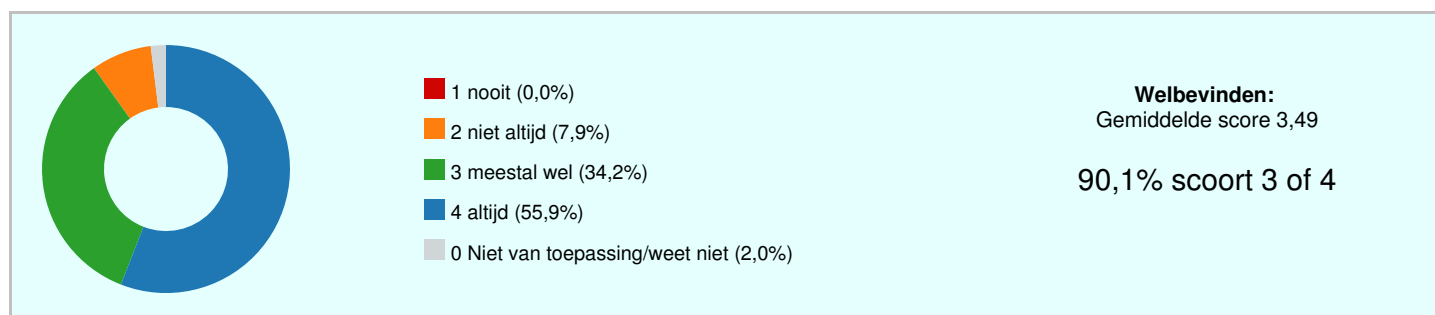 1 nooit (0,0%)
2 niet altijd (7,9%)
3 meestal wel (34,2%)
4 altijd (55,9%)
0 Niet van toepassing/weet niet (2,0%)
Welbevinden:
Gemiddelde score 3,49
90,1% scoort 3 of 4